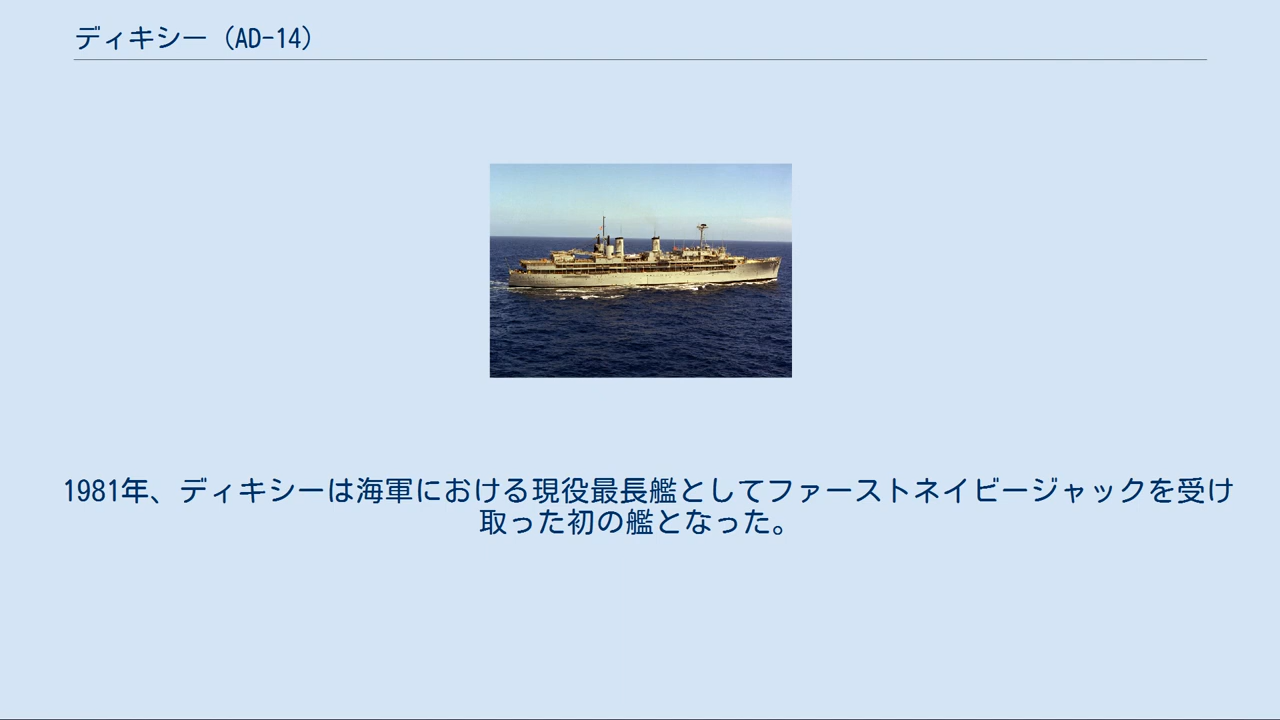 ディキシー（AD-14）
1981年、ディキシーは海軍における現役最長艦としてファーストネイビージャックを受け
取った初の艦となった。